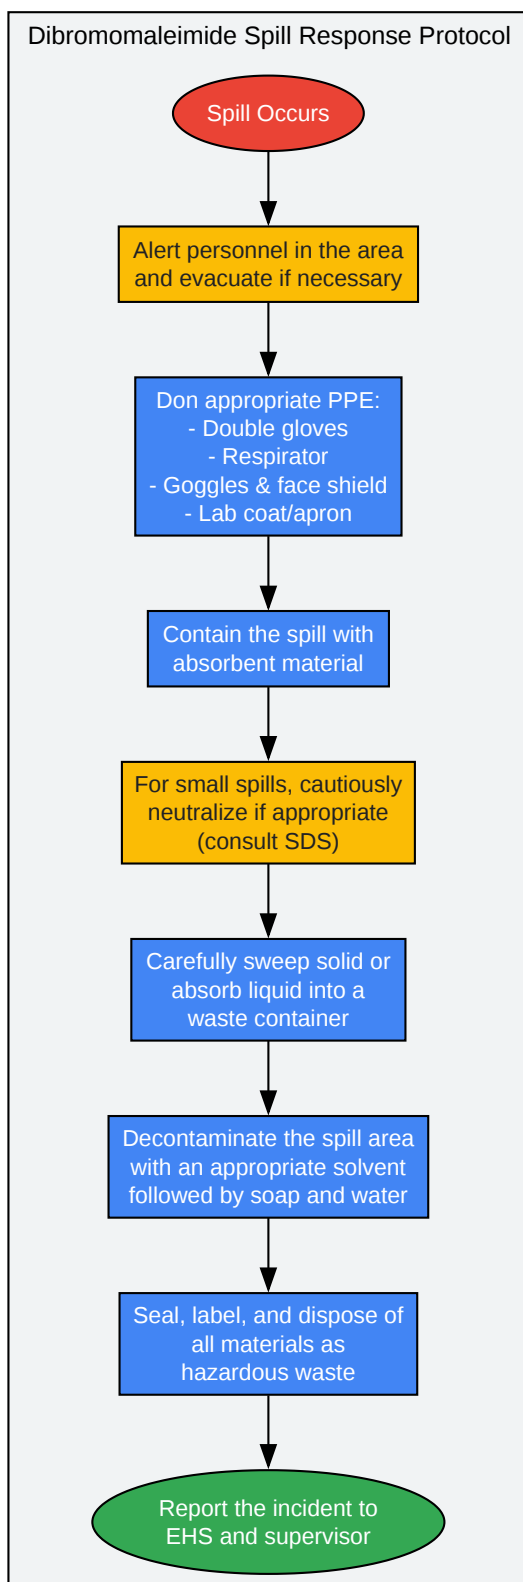 Dibromomaleimide Spill Response Protocol
Spill Occurs
Alert personnel in the area
and evacuate if necessary
Don appropriate PPE:
- Double gloves
- Respirator
- Goggles & face shield
- Lab coat/apron
Contain the spill with
absorbent material
For small spills, cautiously
neutralize if appropriate
(consult SDS)
Carefully sweep solid or
absorb liquid into a
waste container
Decontaminate the spill area
with an appropriate solvent
followed by soap and water
Seal, label, and dispose of
all materials as
hazardous waste
Report the incident to
EHS and supervisor